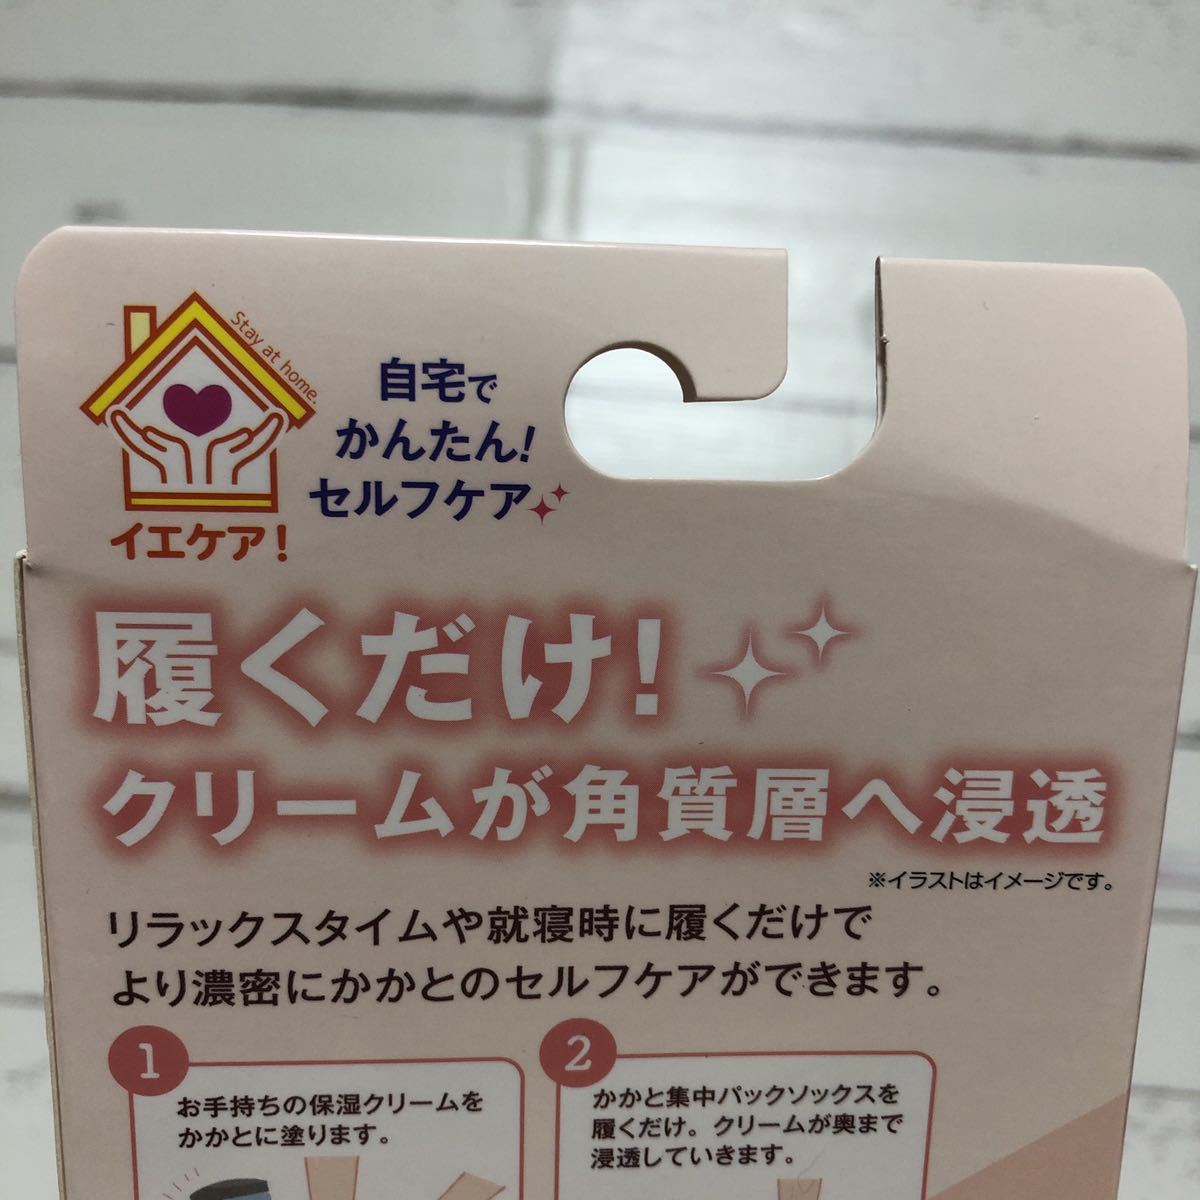 Stay at home.
イエケア！
自宅で
かんたん！
セルフケア
履くだけ！
クリームが角質層へ浸透
※イラストはイメージです。
リラックスタイムや就寝時に履くだけで
より濃密にかかとのセルフケアができます。
1
お手持ちの保湿クリームを
かかとに塗ります。
2
かかと集中パックソックスを
履くだけ。クリームが奥まで
浸透していきます。